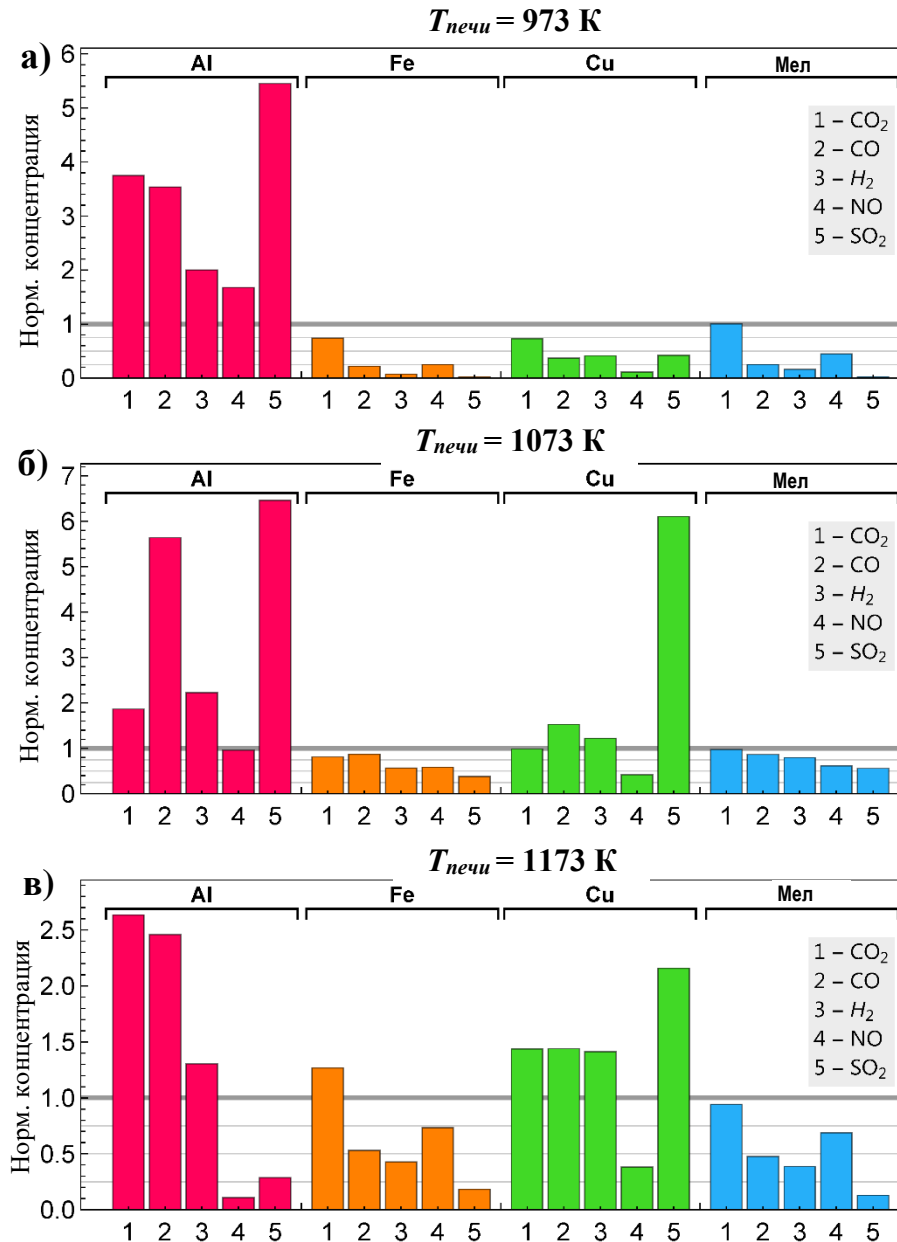 Tпечи = 973 К
а)
Al Fe Cu Мел
Норм. концентрация
6
5
4
3
2
1
0
1 – CO₂
2 – CO
3 – H₂
4 – NO
5 – SO₂
1 2 3 4 5 1 2 3 4 5 1 2 3 4 5 1 2 3 4 5
Tпечи = 1073 К
б)
Al Fe Cu Мел
Норм. концентрация
7
6
5
4
3
2
1
0
1 – CO₂
2 – CO
3 – H₂
4 – NO
5 – SO₂
1 2 3 4 5 1 2 3 4 5 1 2 3 4 5 1 2 3 4 5
Tпечи = 1173 К
в)
Al Fe Cu Мел
Норм. концентрация
2.5
2.0
1.5
1.0
0.5
0.0
1 – CO₂
2 – CO
3 – H₂
4 – NO
5 – SO₂
1 2 3 4 5 1 2 3 4 5 1 2 3 4 5 1 2 3 4 5